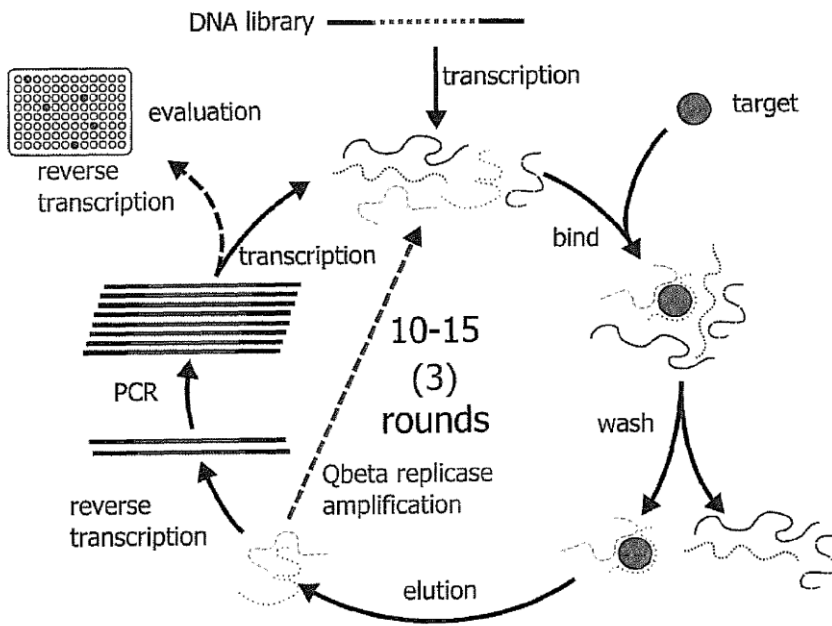 DNA library
transcription
target
evaluation
reverse
transcription
transcription
bind
10-15
(3)
rounds
PCR
wash
Qbeta replicase
amplification
reverse
transcription
elution